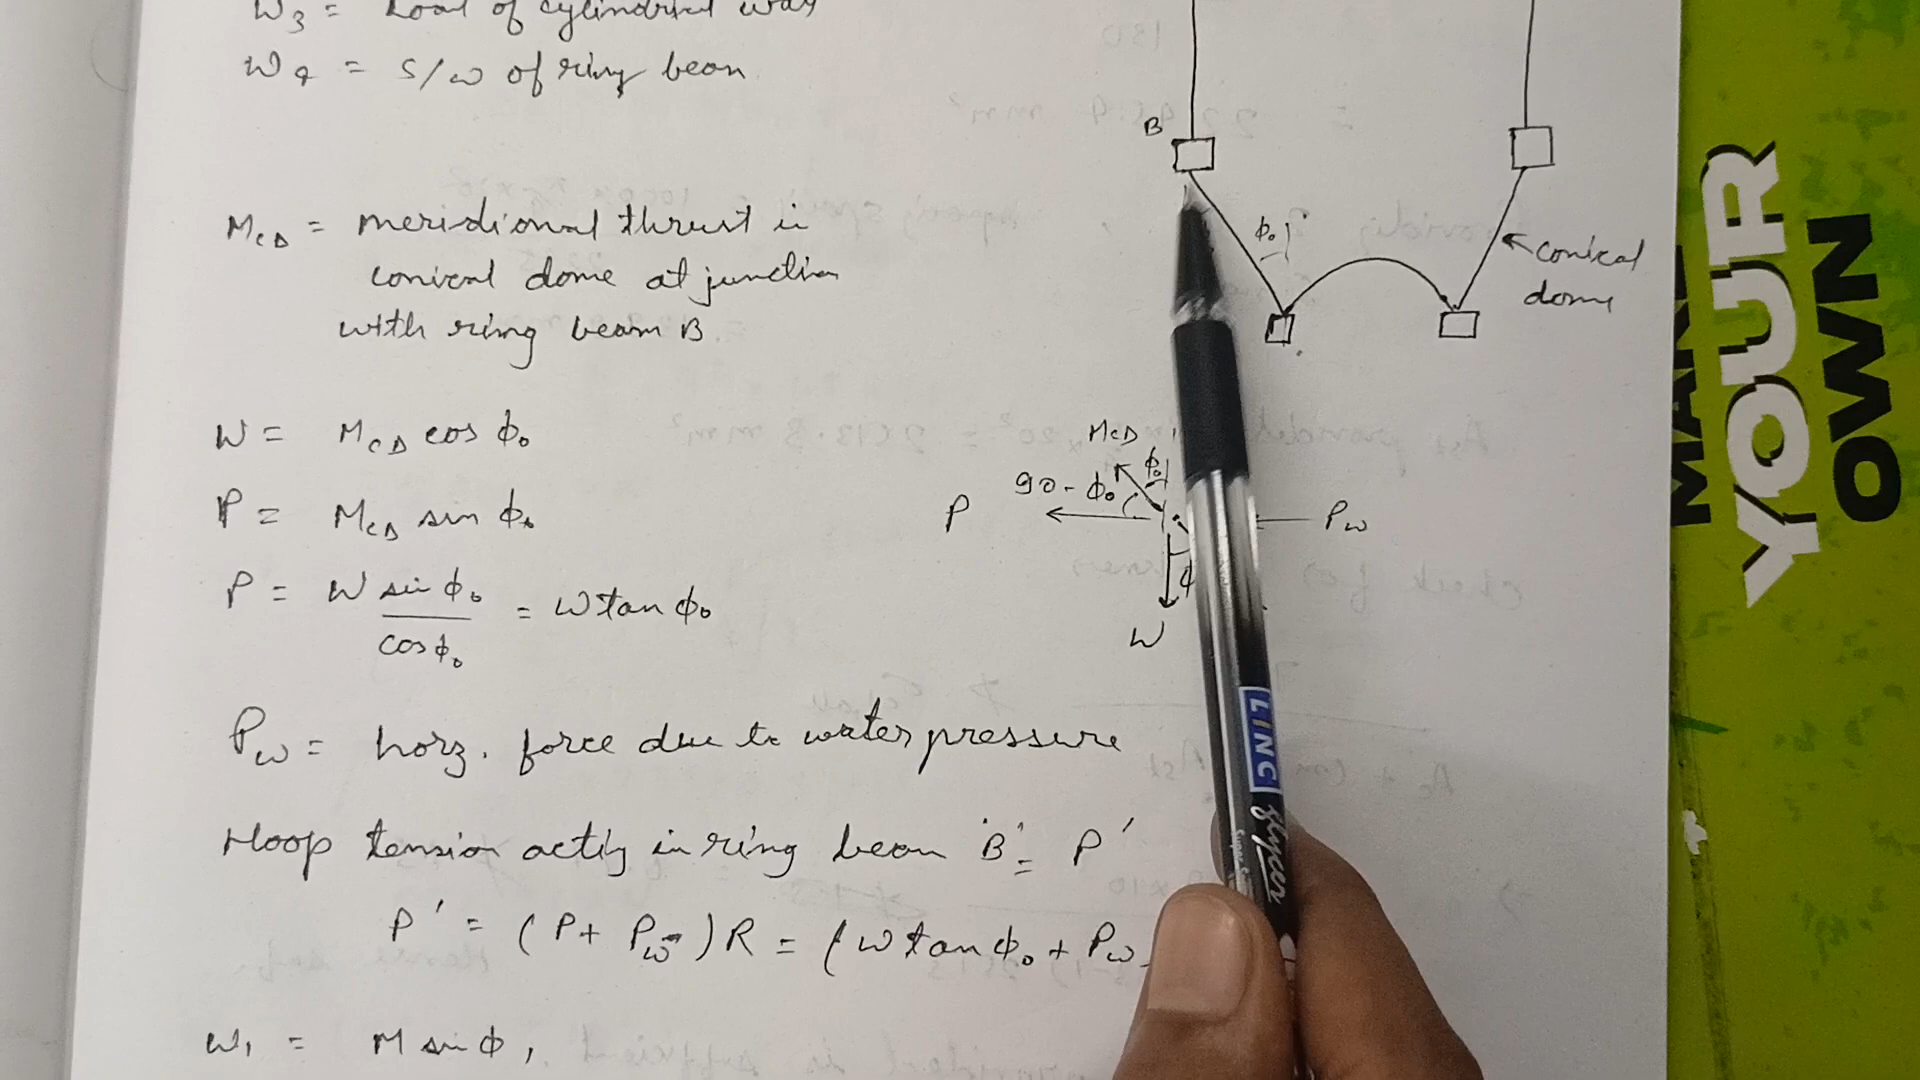 W3 = Load of cylindrical wall
W4 = S/W of ring beam
B
MCD = meridional thrust in
conical dome at junction
with ring beam B
ϕ0
conical
dome
W = MCD cos ϕ0
P = MCD sin ϕ0
P = W sin ϕ0 / cos ϕ0 = W tan ϕ0
MCD
ϕ0
90 - ϕ0
P
Pw
ϕ
W
Pw = horz. force due to water pressure
Hoop tension acting in ring beam 'B' = P'
P' = (P + Pw) R = (W tan ϕ0 + Pw
W1 = M sin ϕ1
MAKE
YOUR
OWN
LINC
glycer